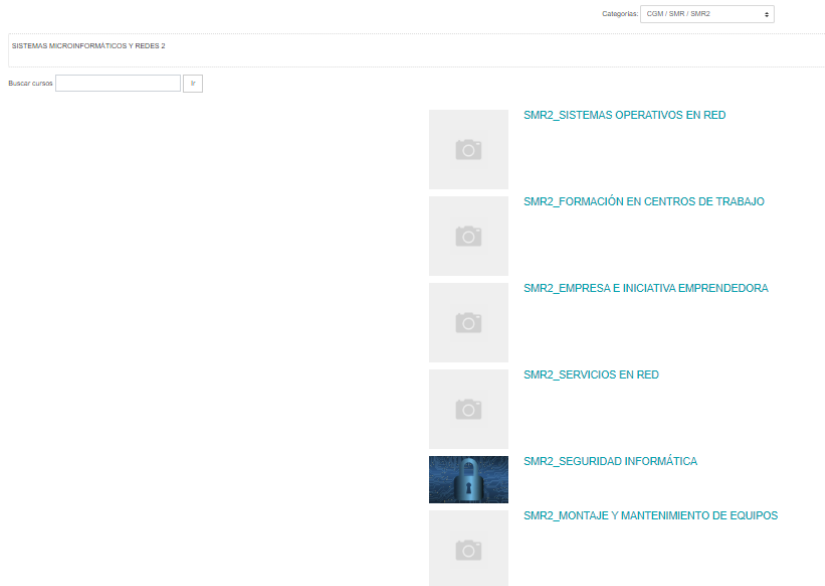 Categorías: CGM / SMR / SMR2
SISTEMAS MICROINFORMÁTICOS Y REDES 2
Buscar cursos Ir
SMR2_SISTEMAS OPERATIVOS EN RED
SMR2_FORMACIÓN EN CENTROS DE TRABAJO
SMR2_EMPRESA E INICIATIVA EMPRENDEDORA
SMR2_SERVICIOS EN RED
SMR2_SEGURIDAD INFORMÁTICA
SMR2_MONTAJE Y MANTENIMIENTO DE EQUIPOS